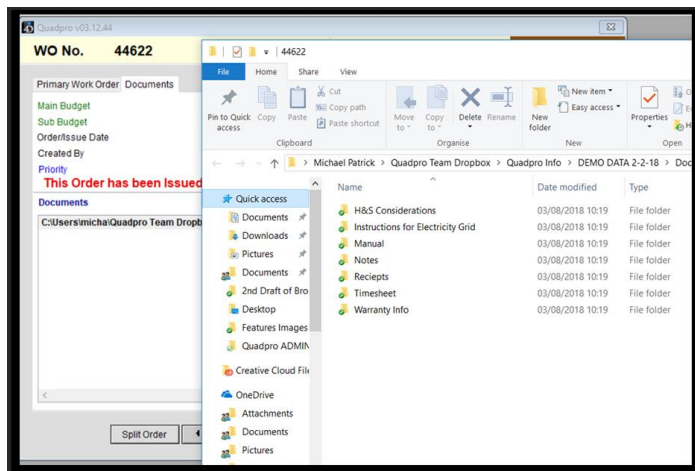 Quadpro v03.12.44
WO No. 44622
Primary Work Order Documents
Main Budget
Sub Budget
Order/Issue Date
Created By
Priority
This Order has been Issued
Documents
C:\Users\micha\Quadpro Team Dropb
Split Order
44622
File Home Share View
Pin to Quick access
Copy
Paste
Cut
Copy path
Paste shortcut
Clipboard
Move to
Copy to
Delete
Rename
Organise
New folder
New item
Easy access
New
Properties
Open
Michael Patrick > Quadpro Team Dropbox > Quadpro Info > DEMO DATA 2-2-18 > Doc
Quick access
Documents
Downloads
Pictures
Documents
2nd Draft of Bro
Desktop
Features Images
Quadpro ADMIN
Creative Cloud File
OneDrive
Attachments
Documents
Pictures
Name Date modified Type
H&S Considerations 03/08/2018 10:19 File folder
Instructions for Electricity Grid 03/08/2018 10:19 File folder
Manual 03/08/2018 10:19 File folder
Notes 03/08/2018 10:19 File folder
Reciepts 03/08/2018 10:19 File folder
Timesheet 03/08/2018 10:19 File folder
Warranty Info 03/08/2018 10:19 File folder